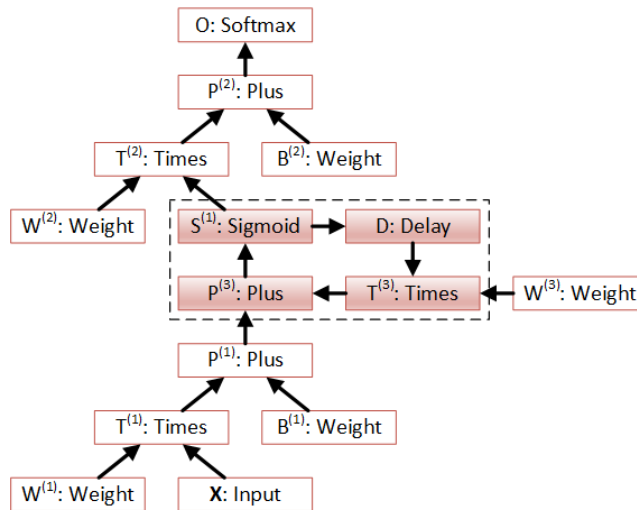 O: Softmax
P(2): Plus
T(2): Times
B(2): Weight
W(2): Weight
S(1): Sigmoid
D: Delay
P(3): Plus
T(3): Times
W(3): Weight
P(1): Plus
T(1): Times
B(1): Weight
W(1): Weight
X: Input